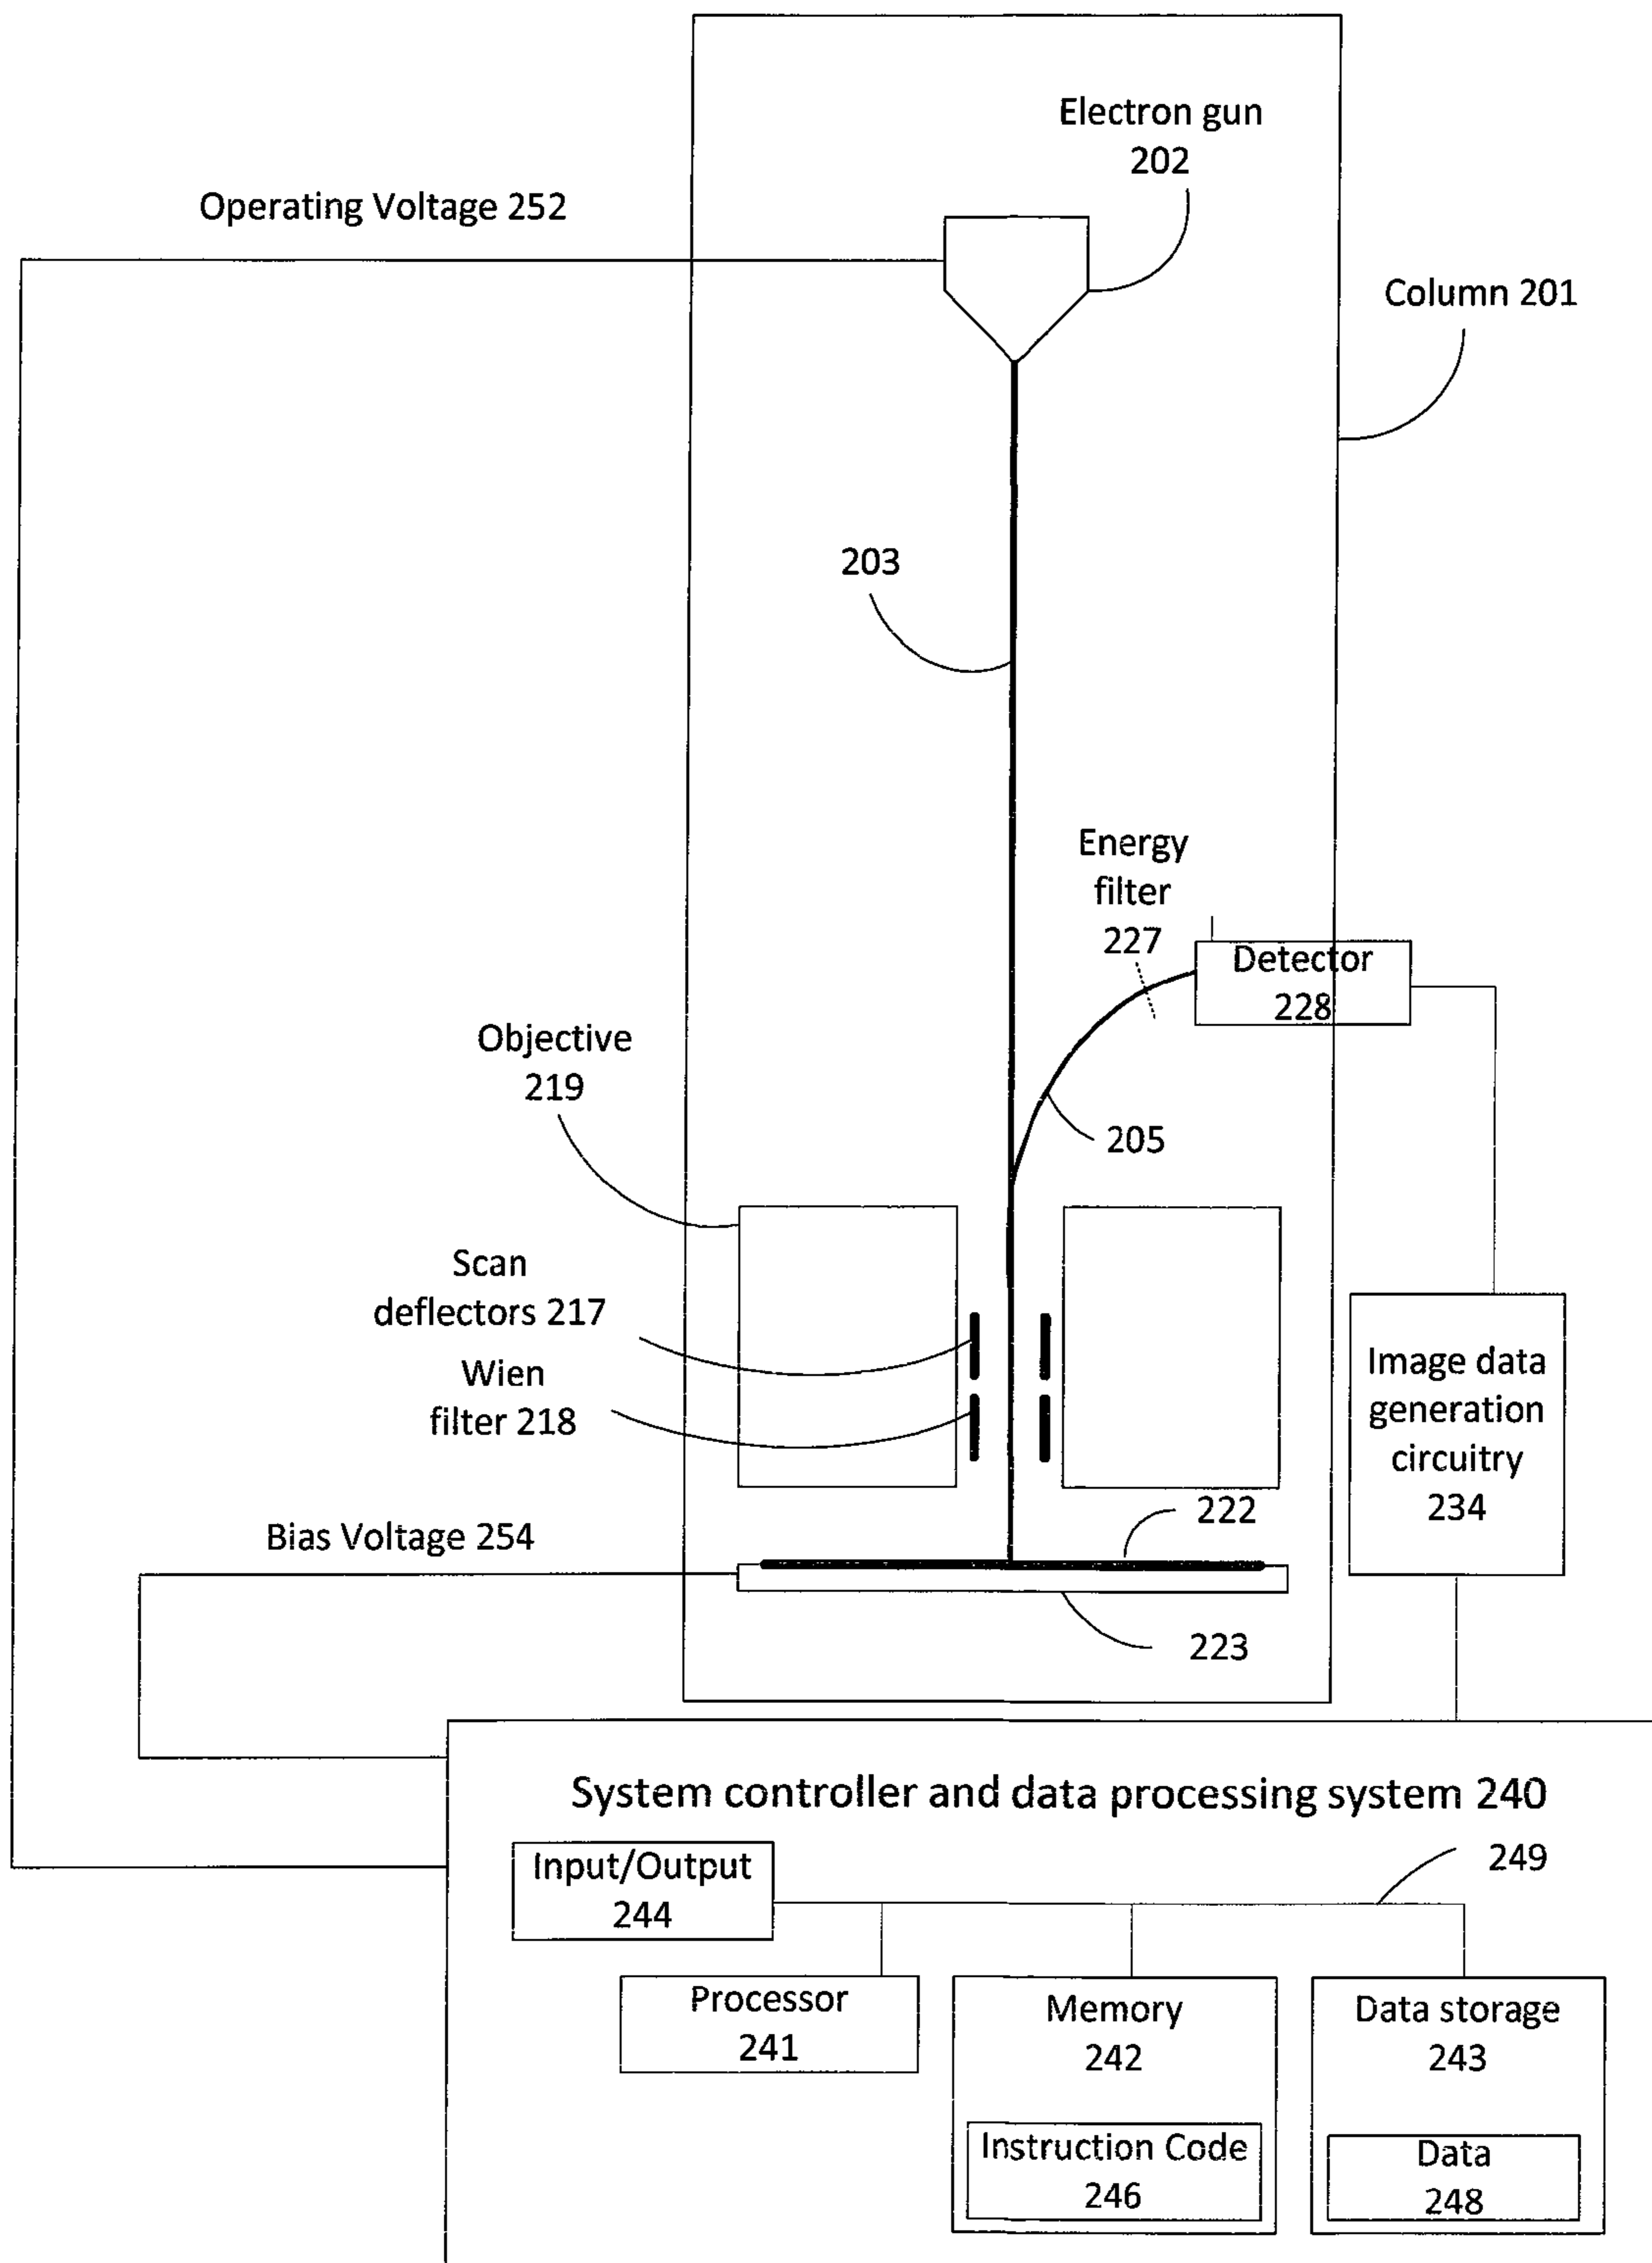 Electron gun
202
Operating Voltage 252
Column 201
203
Energy
filter
227
Detector
228
Objective
219
205
Scan
deflectors 217
Wien
filter 218
Image data
generation
circuitry
234
222
Bias Voltage 254
223
System controller and data processing system 240
249
Input/Output
244
Processor
241
Memory
242
Data storage
243
Instruction Code
246
Data
248